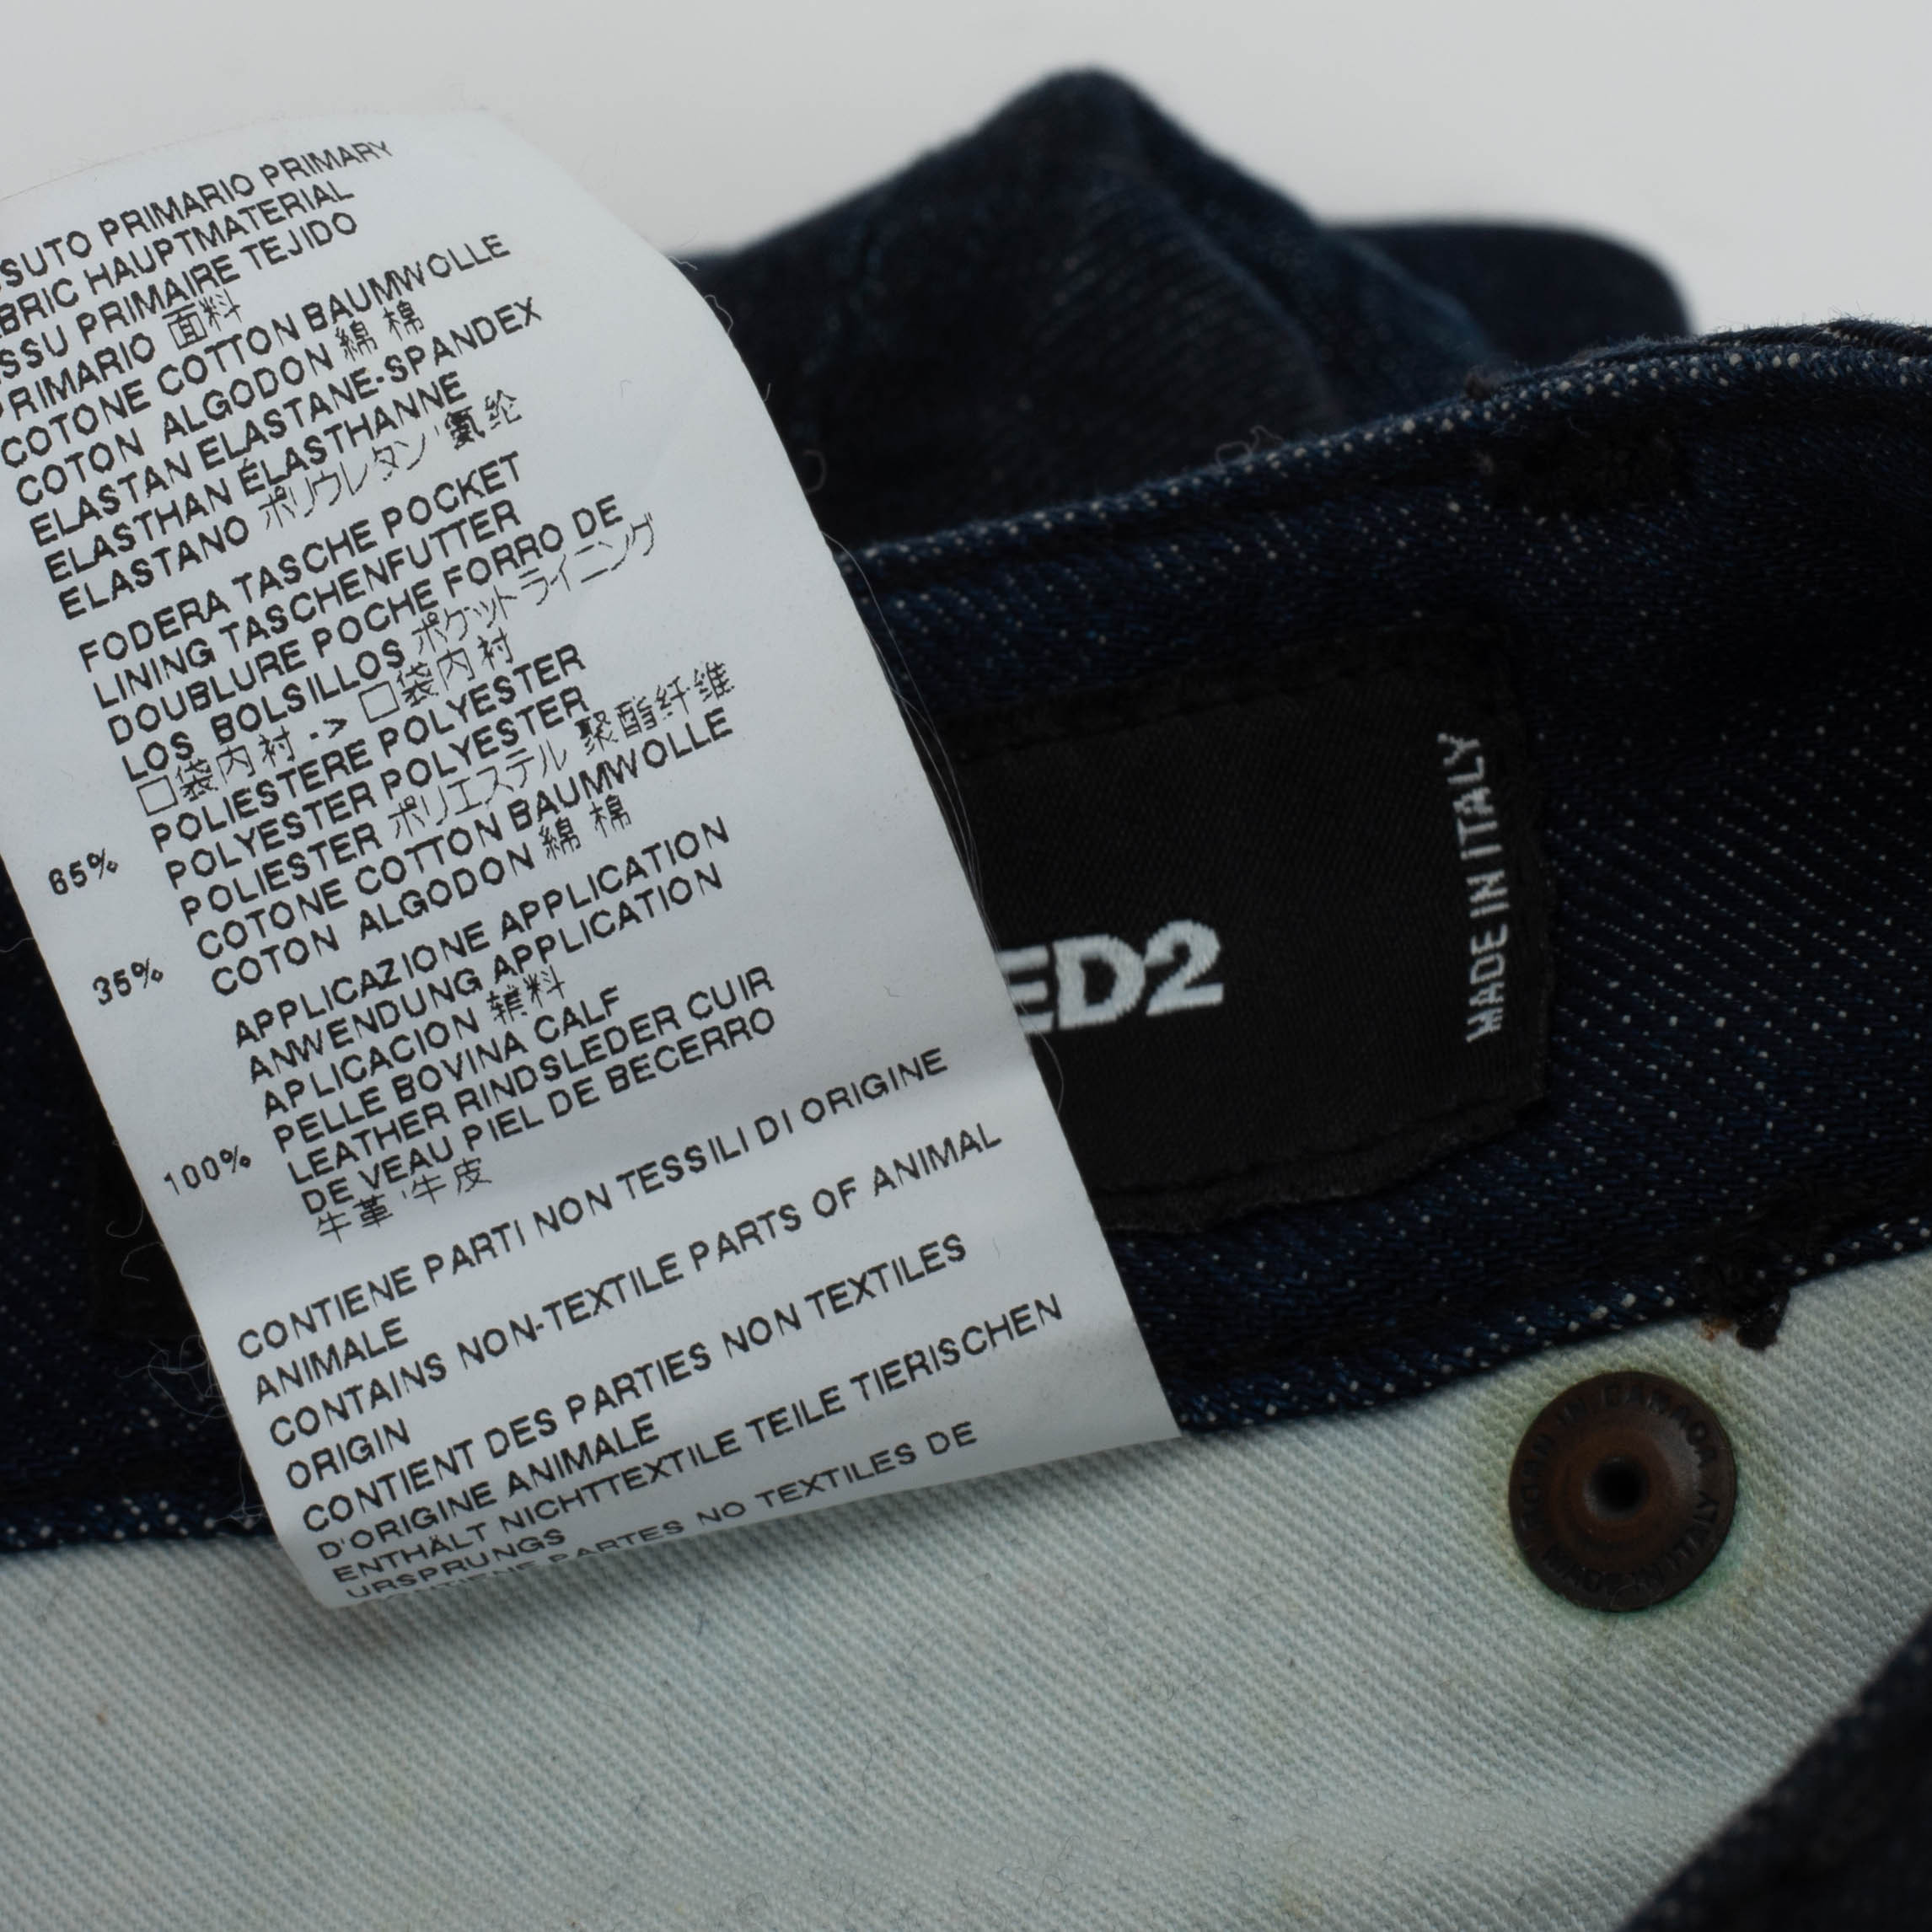 SUTO PRIMARIO PRIMARY
BRIC HAUPTMATERIAL
SSU PRIMAIRE TEJIDO
PRIMARIO 面料
COTONE COTTON BAUMWOLLE
COTON ALGODON 綿 棉
ELASTAN ELASTANE-SPANDEX
ELASTHAN ÉLASTHANNE
ELASTANO ポリウレタン'氨纶
FODERA TASCHE POCKET
LINING TASCHENFUTTER
DOUBLURE POCHE FORRO DE
LOS BOLSILLOS ポケットライニング
口袋内衬 -> 口袋内衬
65% POLIESTERE POLYESTER
POLYESTER POLYESTER
POLIESTER ポリエステル 聚酯纤维
35% COTONE COTTON BAUMWOLLE
COTON ALGODON 綿 棉
APPLICAZIONE APPLICATION
ANWENDUNG APPLICATION
APLICACION 辅料
100% PELLE BOVINA CALF
LEATHER RINDSLEDER CUIR
DE VEAU PIEL DE BECERRO
牛革'牛皮
CONTIENE PARTI NON TESSILI DI ORIGINE
ANIMALE
CONTAINS NON-TEXTILE PARTS OF ANIMAL
ORIGIN
CONTIENT DES PARTIES NON TEXTILES
D'ORIGINE ANIMALE
ENTHÄLT NICHTTEXTILE TEILE TIERISCHEN
URSPRUNGS
PARTES NO TEXTILES DE
ED2
MADE IN ITALY